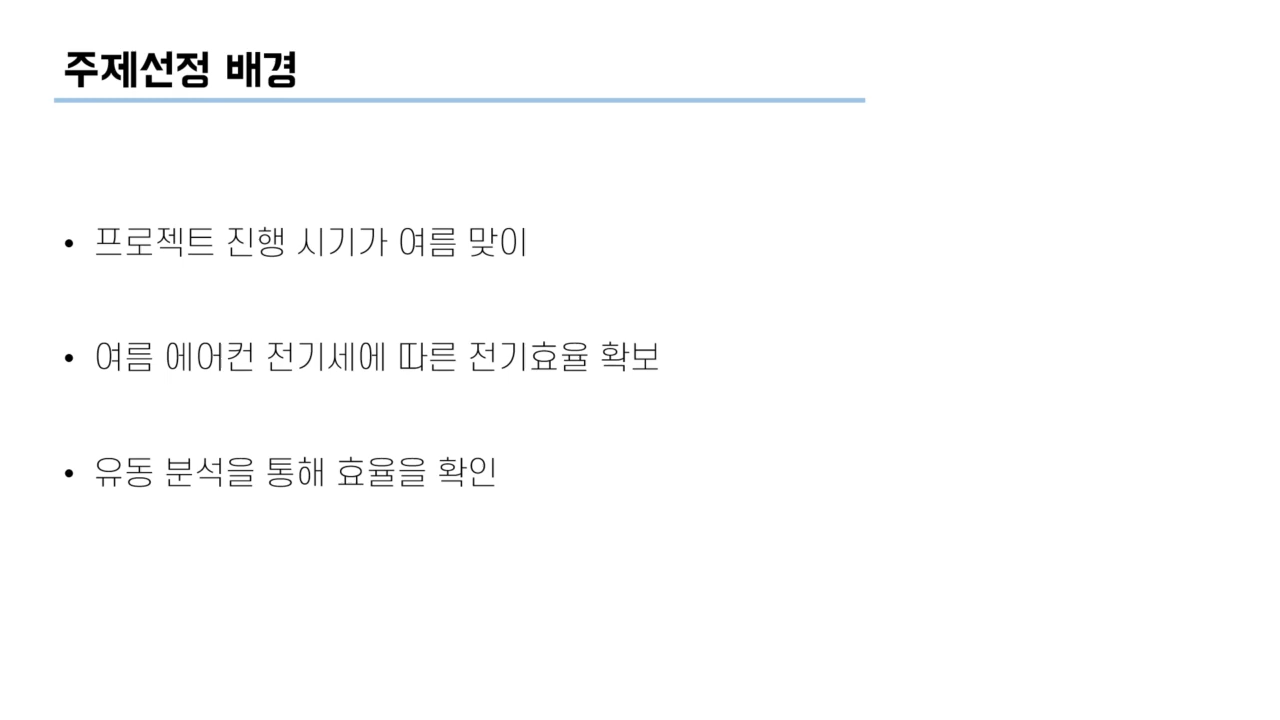 주제선정 배경
• 프로젝트 진행 시기가 여름 맞이
• 여름 에어컨 전기세에 따른 전기효율 확보
• 유동 분석을 통해 효율을 확인